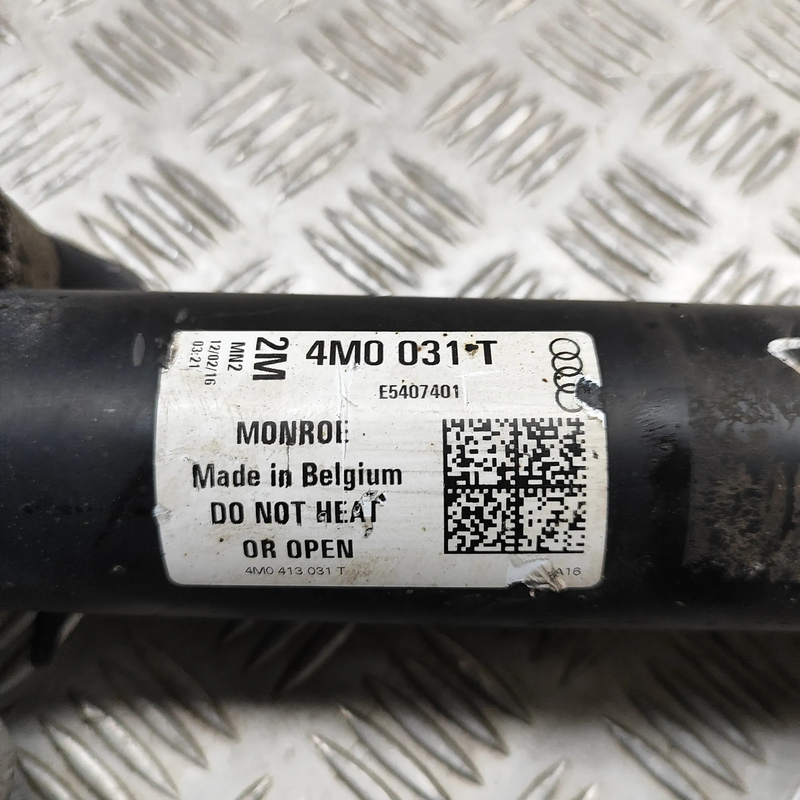 2M 4M0 031 T
MN2
12/02/16
03:21
E5407401
MONROE
Made in Belgium
DO NOT HEAT
OR OPEN
4M0 413 031 T
A16